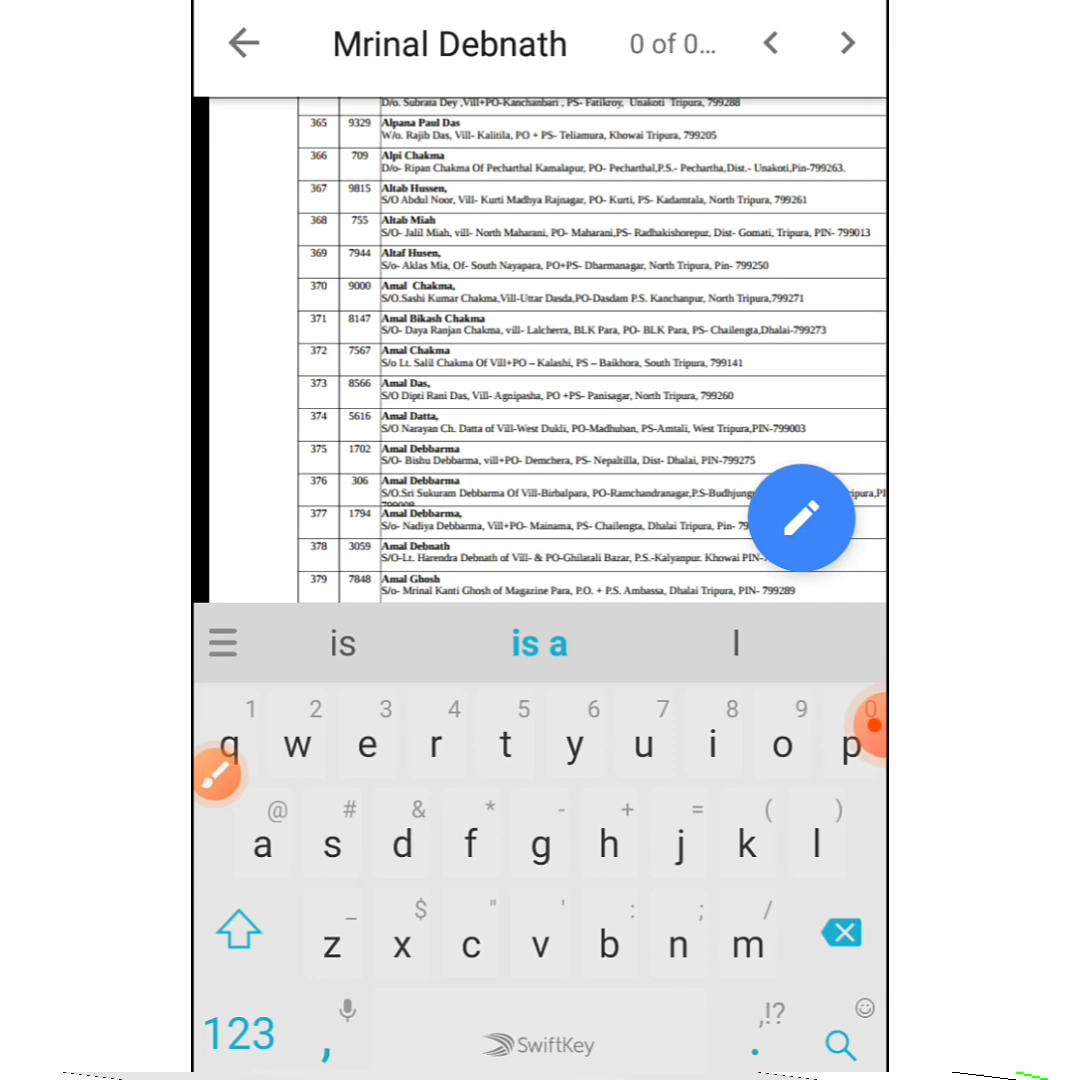 Mrinal Debnath 0 of 0...
D/o. Subrata Dey ,Vill+PO-Kanchanbari , PS- Fatikroy, Unakoti Tripura, 799288
365 9329 Alpana Paul Das
W/o. Rajib Das, Vill- Kalitila, PO + PS- Teliamura, Khowai Tripura, 799205
366 709 Alpi Chakma
D/o- Ripan Chakma Of Pecharthal Kamalapur, PO- Pecharthal,P.S.- Pechartha,Dist.- Unakoti,Pin-799263.
367 9815 Altab Hussen,
S/O Abdul Noor, Vill- Kurti Madhya Rajnagar, PO- Kurti, PS- Kadamtala, North Tripura, 799261
368 755 Altab Miah
S/O- Jalil Miah, vill- North Maharani, PO- Maharani,PS- Radhakishorepur, Dist- Gomati, Tripura, PIN- 799013
369 7944 Altaf Husen,
S/o- Aklas Mia, Of- South Nayapara, PO+PS- Dharmanagar, North Tripura, Pin- 799250
370 9000 Amal Chakma,
S/O.Sashi Kumar Chakma,Vill-Uttar Dasda,PO-Dasdam P.S. Kanchanpur, North Tripura,799271
371 8147 Amal Bikash Chakma
S/O- Daya Ranjan Chakma, vill- Lalcherra, BLK Para, PO- BLK Para, PS- Chailengta,Dhalai-799273
372 7567 Amal Chakma
S/o Lt. Salil Chakma Of Vill+PO – Kalashi, PS – Baikhora, South Tripura, 799141
373 8566 Amal Das,
S/O Dipti Rani Das, Vill- Agnipasha, PO +PS- Panisagar, North Tripura, 799260
374 5616 Amal Datta,
S/O Narayan Ch. Datta of Vill-West Dukli, PO-Madhuban, PS-Amtali, West Tripura,PIN-799003
375 1702 Amal Debbarma
S/O- Bishu Debbarma, vill+PO- Demchera, PS- Nepaltilla, Dist- Dhalai, PIN-799275
376 306 Amal Debbarma
S/O.Sri Sukuram Debbarma Of Vill-Birbalpara, PO-Ramchandranagar,P.S-Budhjung
377 1794 Amal Debbarma,
S/o- Nadiya Debbarma, Vill+PO- Mainama, PS- Chailengta, Dhalai Tripura, Pin- 79
378 3059 Amal Debnath
S/O-Lt. Harendra Debnath of Vill- & PO-Ghilatali Bazar, P.S.-Kalyanpur. Khowai PIN-
379 7848 Amal Ghosh
S/o- Mrinal Kanti Ghosh of Magazine Para, P.O. + P.S. Ambassa, Dhalai Tripura, PIN- 799289
is is a I
1 2 3 4 5 6 7 8 9 0
q w e r t y u i o p
@ # & * - + = ( )
a s d f g h j k l
_ $ " ' : ; /
z x c v b n m
,!?
123 , SwiftKey .